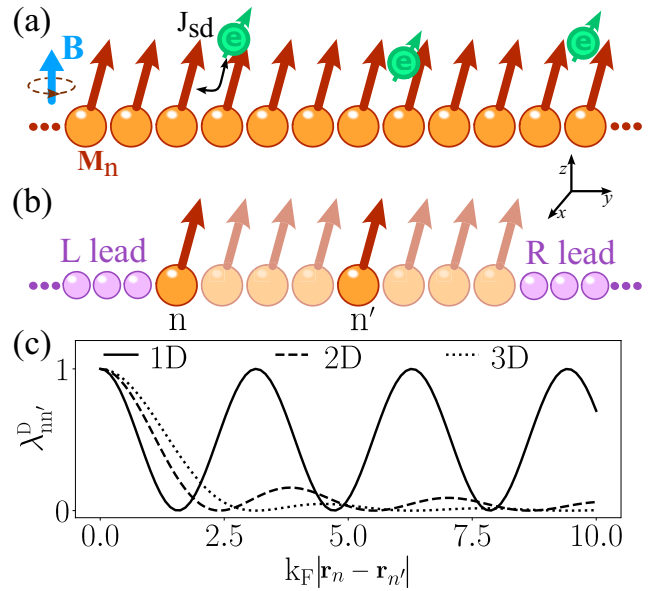 (a)
J_sd
e e e
B
M_n
z
y
x
(b)
L lead
R lead
n n′
(c)
1D 2D 3D
1
0
λ^D_nn′
0.0 2.5 5.0 7.5 10.0
k_F|r_n − r_n′|